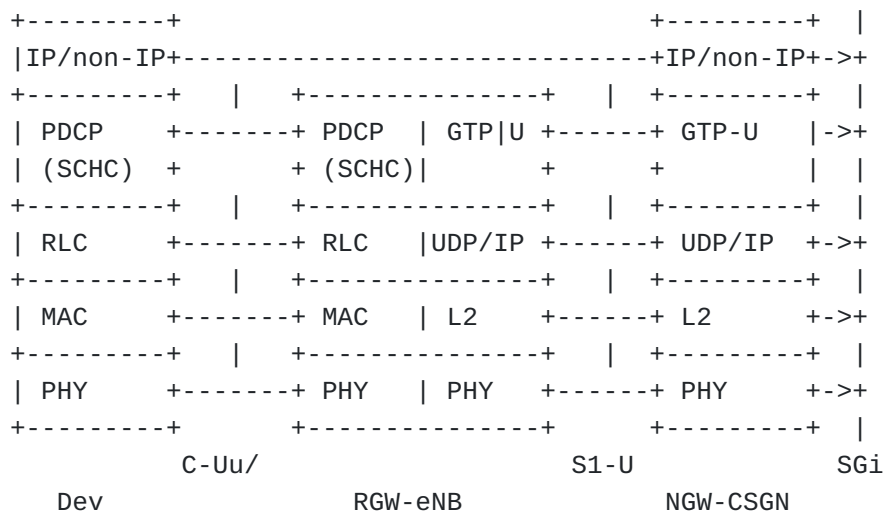 +---------+                              +---------+  |
|IP/non-IP+------------------------------+IP/non-IP+->+
+---------+   |   +---------------+   |  +---------+  |
| PDCP    +-------+ PDCP  | GTP|U +------+ GTP-U   |->+
| (SCHC)  +       + (SCHC)|       +      +         |  |
+---------+   |   +---------------+   |  +---------+  |
| RLC     +-------+ RLC   |UDP/IP +------+ UDP/IP  +->+
+---------+   |   +---------------+   |  +---------+  |
| MAC     +-------+ MAC   | L2    +------+ L2      +->+
+---------+   |   +---------------+   |  +---------+  |
| PHY     +-------+ PHY   | PHY   +------+ PHY     +->+
+---------+       +---------------+      +---------+  |
           C-Uu/                    S1-U             SGi
   Dev               RGW-eNB              NGW-CSGN